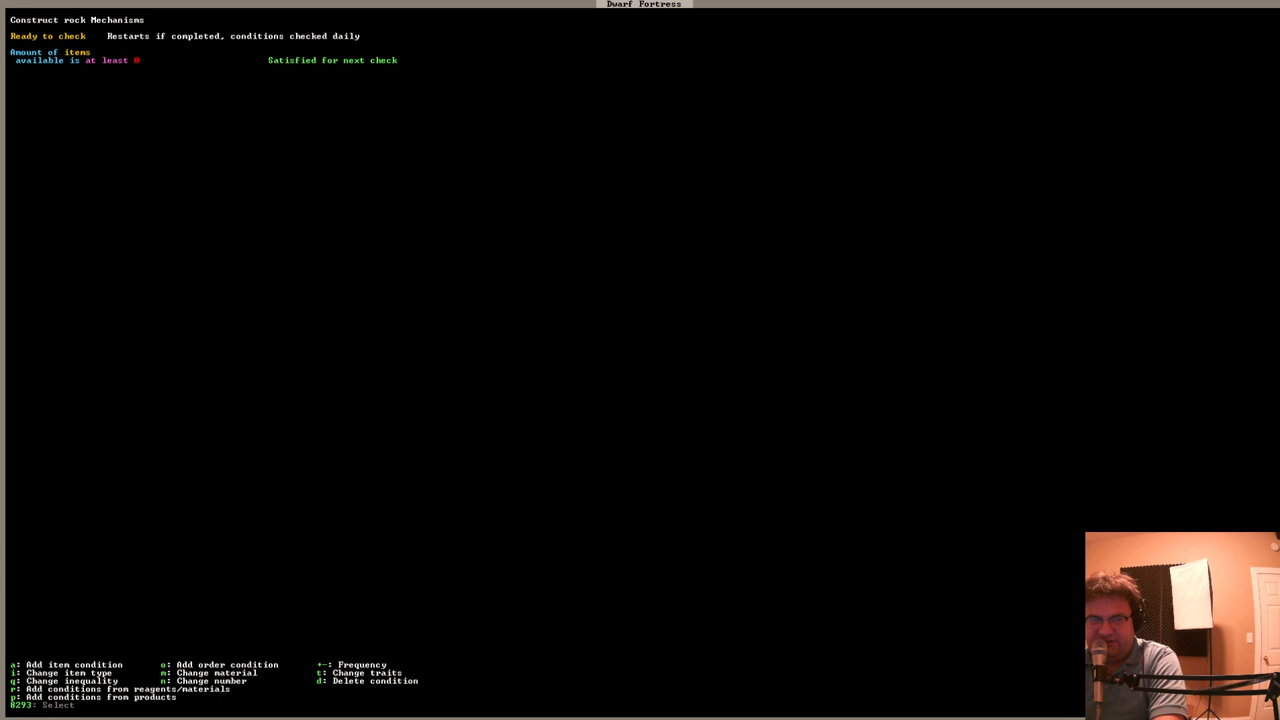 Dwarf Fortress
Construct rock Mechanisms
Ready to check Restarts if completed, conditions checked daily
Amount of items
available is at least 0 Satisfied for next check
a: Add item condition o: Add order condition +-: Frequency
i: Change item type m: Change material t: Change traits
q: Change inequality n: Change number d: Delete condition
r: Add conditions from reagents/materials
p: Add conditions from products
8293: Select